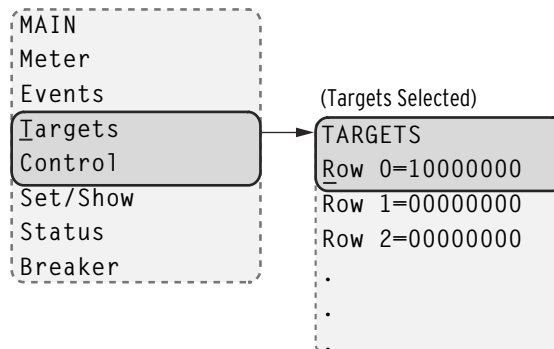 MAIN
Meter
Events
Targets
Control
Set/Show
Status
Breaker
(Targets Selected)
TARGETS
Row 0=10000000
Row 1=00000000
Row 2=00000000
.
.
.